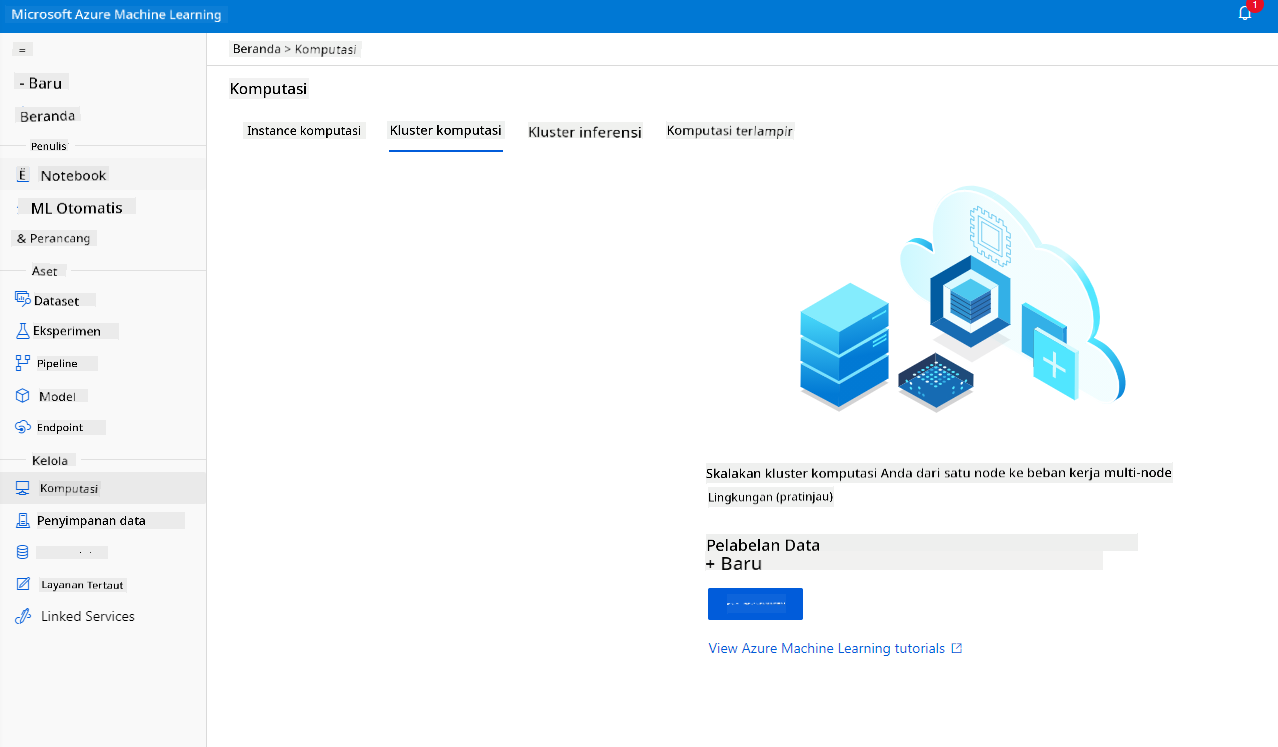 Microsoft Azure Machine Learning
1
- Baru
Beranda
Penulis
Notebook
ML Otomatis
& Perancang
Aset
Dataset
Eksperimen
Pipeline
Model
Endpoint
Kelola
Komputasi
Penyimpanan data
Layanan Tertaut
Linked Services
Beranda > Komputasi
Komputasi
Instance komputasi
Kluster komputasi
Kluster inferensi
Komputasi terlampir
Skalakan kluster komputasi Anda dari satu node ke beban kerja multi-node
Lingkungan (pratinjau)
Pelabelan Data
+ Baru
View Azure Machine Learning tutorials